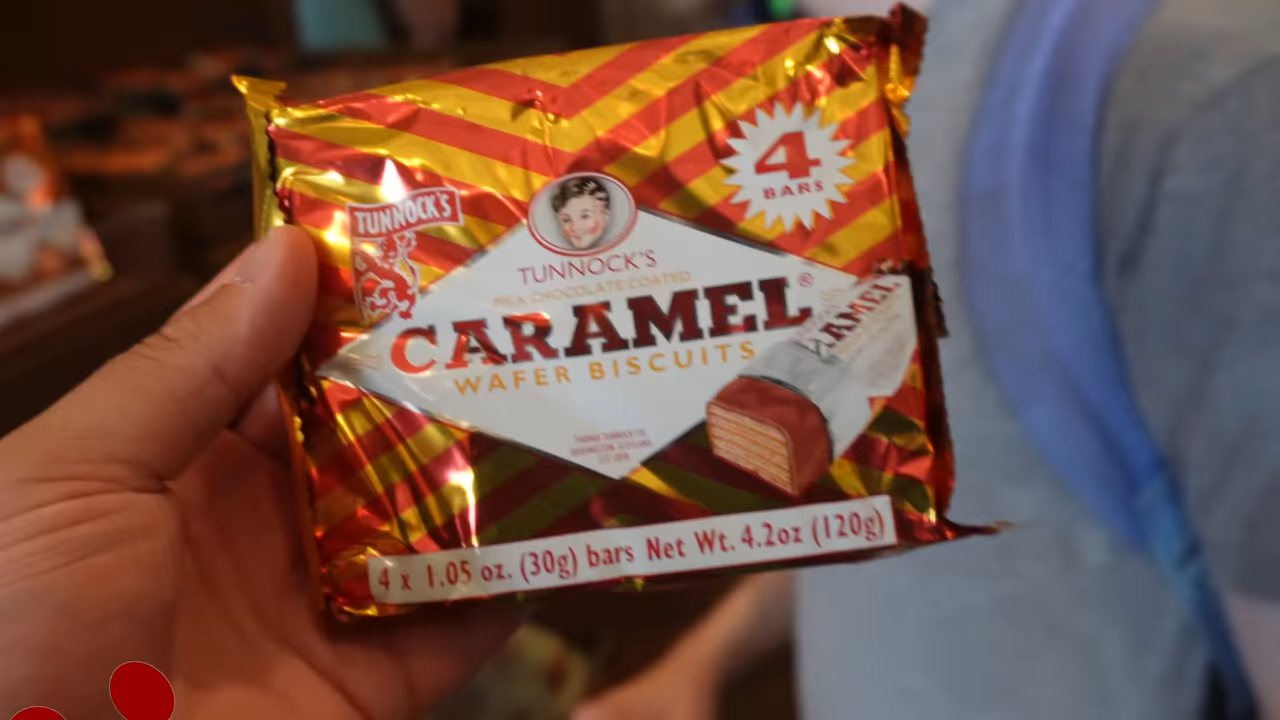 4
BARS
TUNNOCK'S
TUNNOCK'S
MILK CHOCOLATE COATED
CARAMEL®
WAFER BISCUITS
4 x 1.05 oz. (30g) bars Net Wt. 4.2oz (120g)